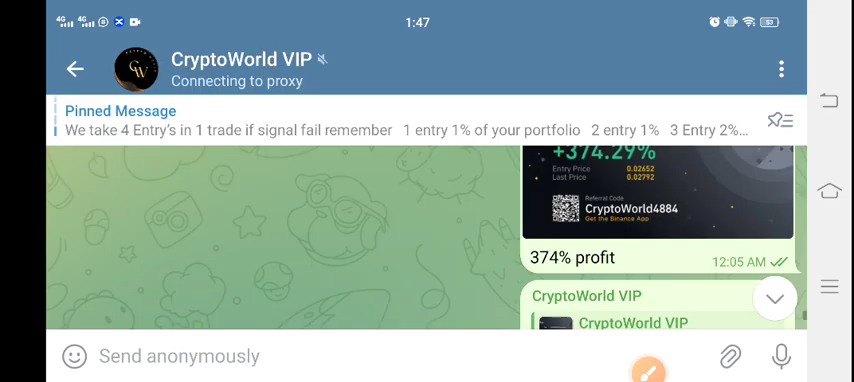 4G 4G 1:47 53
CryptoWorld VIP
Connecting to proxy
Pinned Message
We take 4 Entry's in 1 trade if signal fail remember 1 entry 1% of your portfolio 2 entry 1% 3 Entry 2%...
+374.29%
Entry Price 0.02652
Last Price 0.02792
Referral Code
CryptoWorld4884
Get the Binance App
374% profit
12:05 AM
CryptoWorld VIP
CryptoWorld VIP
Send anonymously